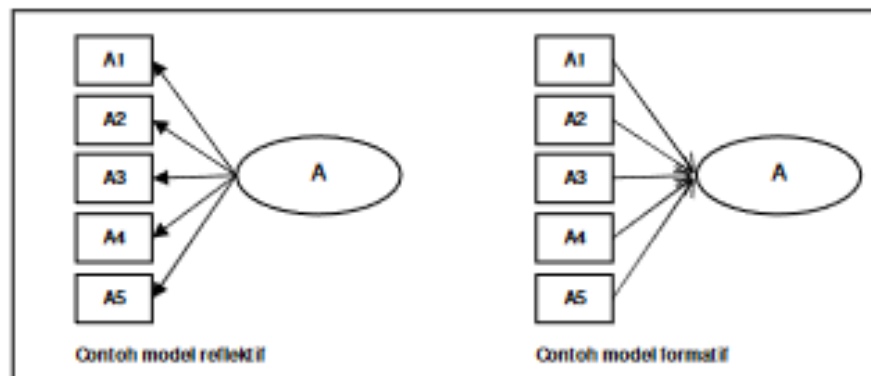 A1
A2
A3
A4
A5
A
Contoh model reflektif
A1
A2
A3
A4
A5
A
Contoh model formatif